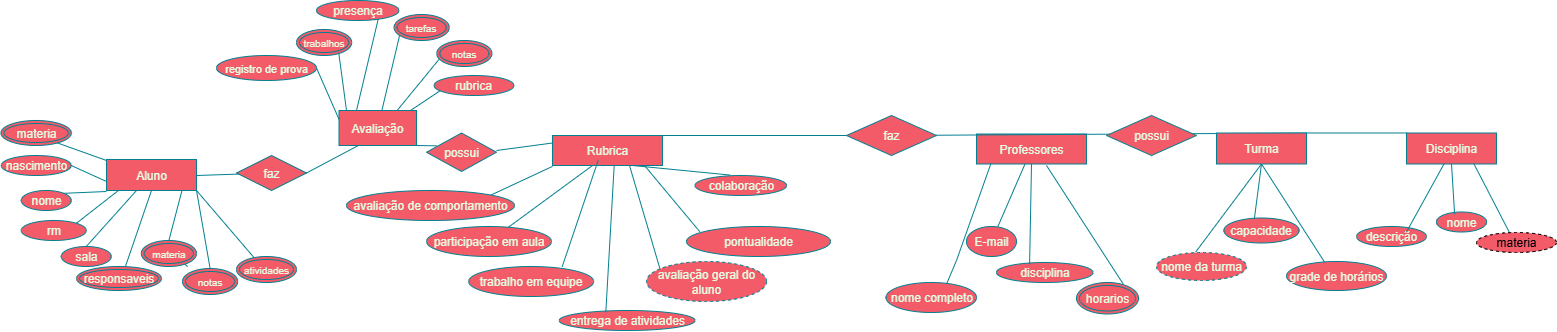 presença
tarefas
trabalhos
notas
registro de prova
rubrica
Avaliação
possui
materia
nascimento
Aluno
faz
nome
rm
sala
responsaveis
materia
notas
atividades
Rubrica
colaboração
avaliação de comportamento
participação em aula
pontualidade
trabalho em equipe
avaliação geral do
aluno
entrega de atividades
faz
Professores
possui
E-mail
disciplina
nome completo
horarios
Turma
capacidade
nome da turma
grade de horários
Disciplina
nome
descrição
materia